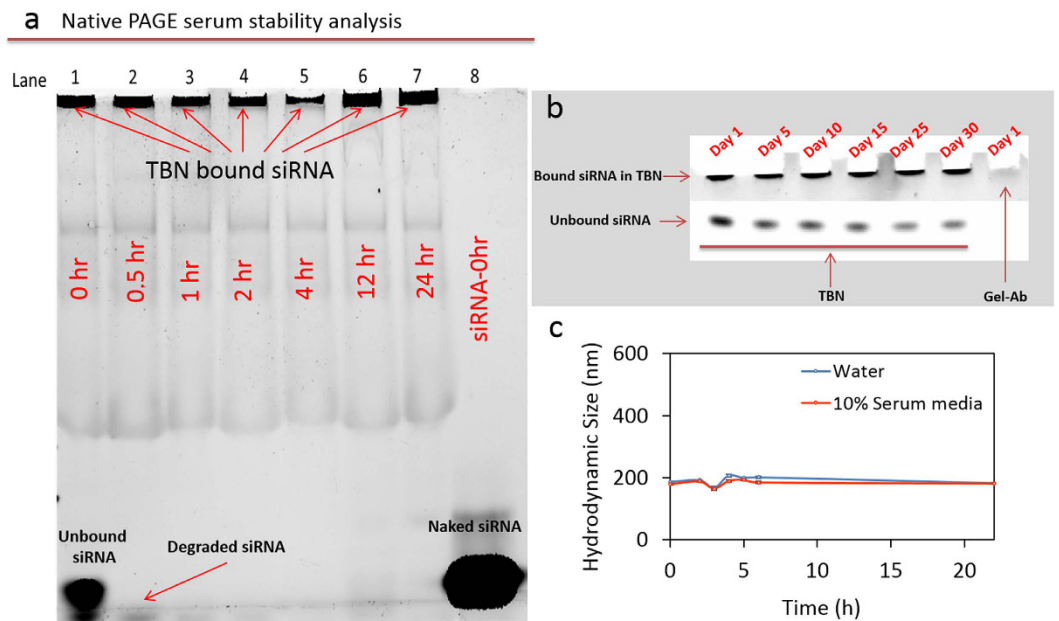 a Native PAGE serum stability analysis
Lane 1 2 3 4 5 6 7 8
TBN bound siRNA
0 hr
0,5 hr
1 hr
2 hr
4 hr
12 hr
24 hr
siRNA-0hr
Unbound
siRNA
Degraded siRNA
Naked siRNA
b
Day 1 Day 5 Day 10 Day 15 Day 25 Day 30 Day 1
Bound siRNA in TBN
Unbound siRNA
TBN
Gel-Ab
c
Hydrodynamic Size (nm)
600
400
200
0
Water
10% Serum media
0 5 10 15 20
Time (h)